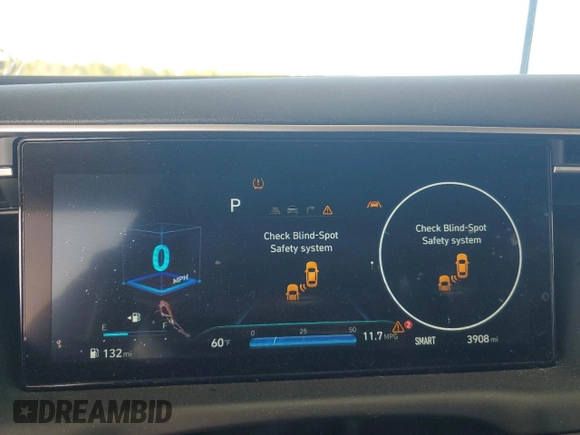 P
Check Blind-Spot
Safety system
Check Blind-Spot
Safety system
0
MPH
E
F
132 mi
60°F
0
25
50
11.7 MPG
2
SMART
3908 mi
DREAMBID